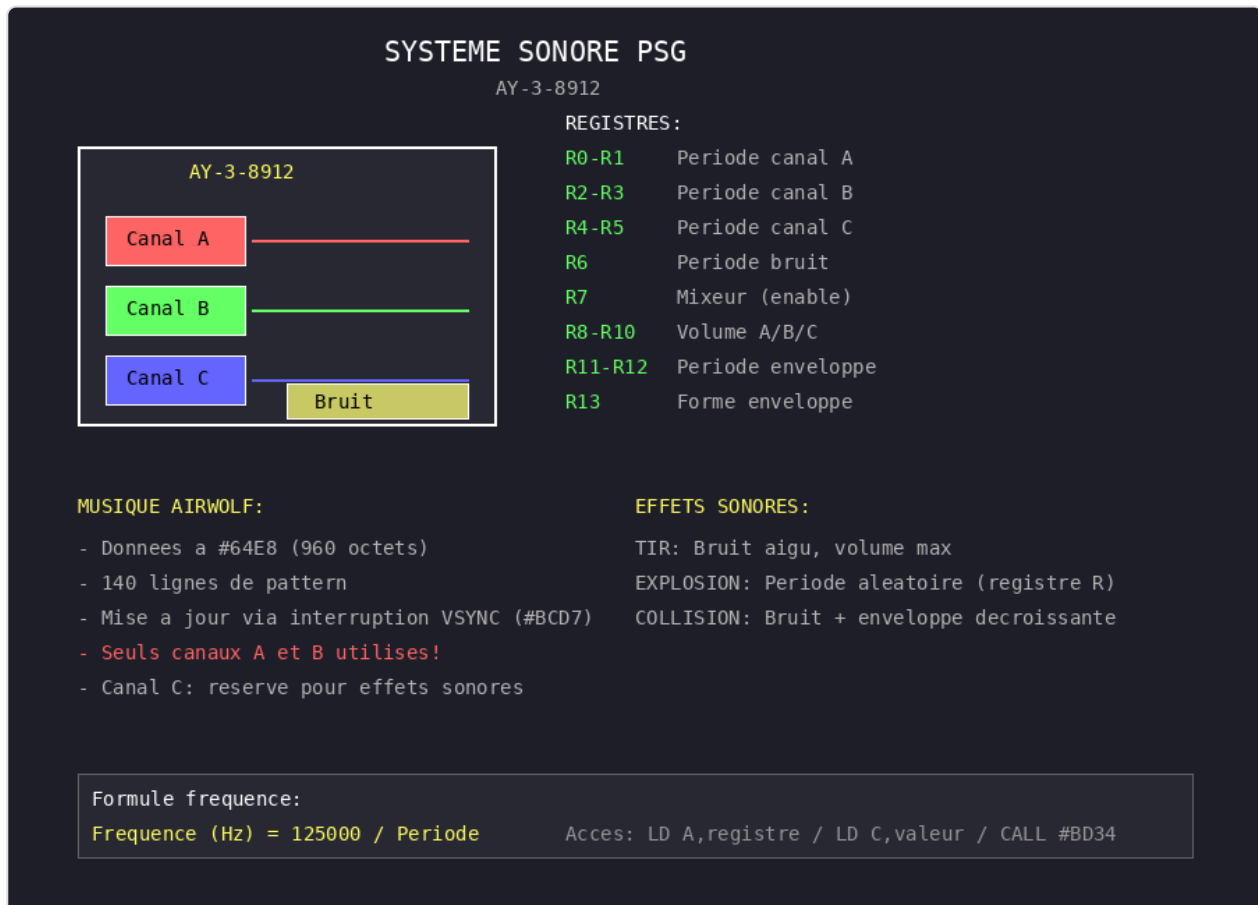 SYSTEME SONORE PSG
AY-3-8912
AY-3-8912
Canal A
Canal B
Canal C
Bruit
REGISTRES:
R0-R1 Periode canal A
R2-R3 Periode canal B
R4-R5 Periode canal C
R6 Periode bruit
R7 Mixeur (enable)
R8-R10 Volume A/B/C
R11-R12 Periode enveloppe
R13 Forme enveloppe
MUSIQUE AIRWOLF:
- Donnees a #64E8 (960 octets)
- 140 lignes de pattern
- Mise a jour via interruption VSYNC (#BCD7)
- Seuls canaux A et B utilises!
- Canal C: reserve pour effets sonores
EFFETS SONORES:
TIR: Bruit aigu, volume max
EXPLOSION: Periode aleatoire (registre R)
COLLISION: Bruit + enveloppe decroissante
Formule frequence:
Frequence (Hz) = 125000 / Periode
Acces: LD A,registre / LD C,valeur / CALL #BD34